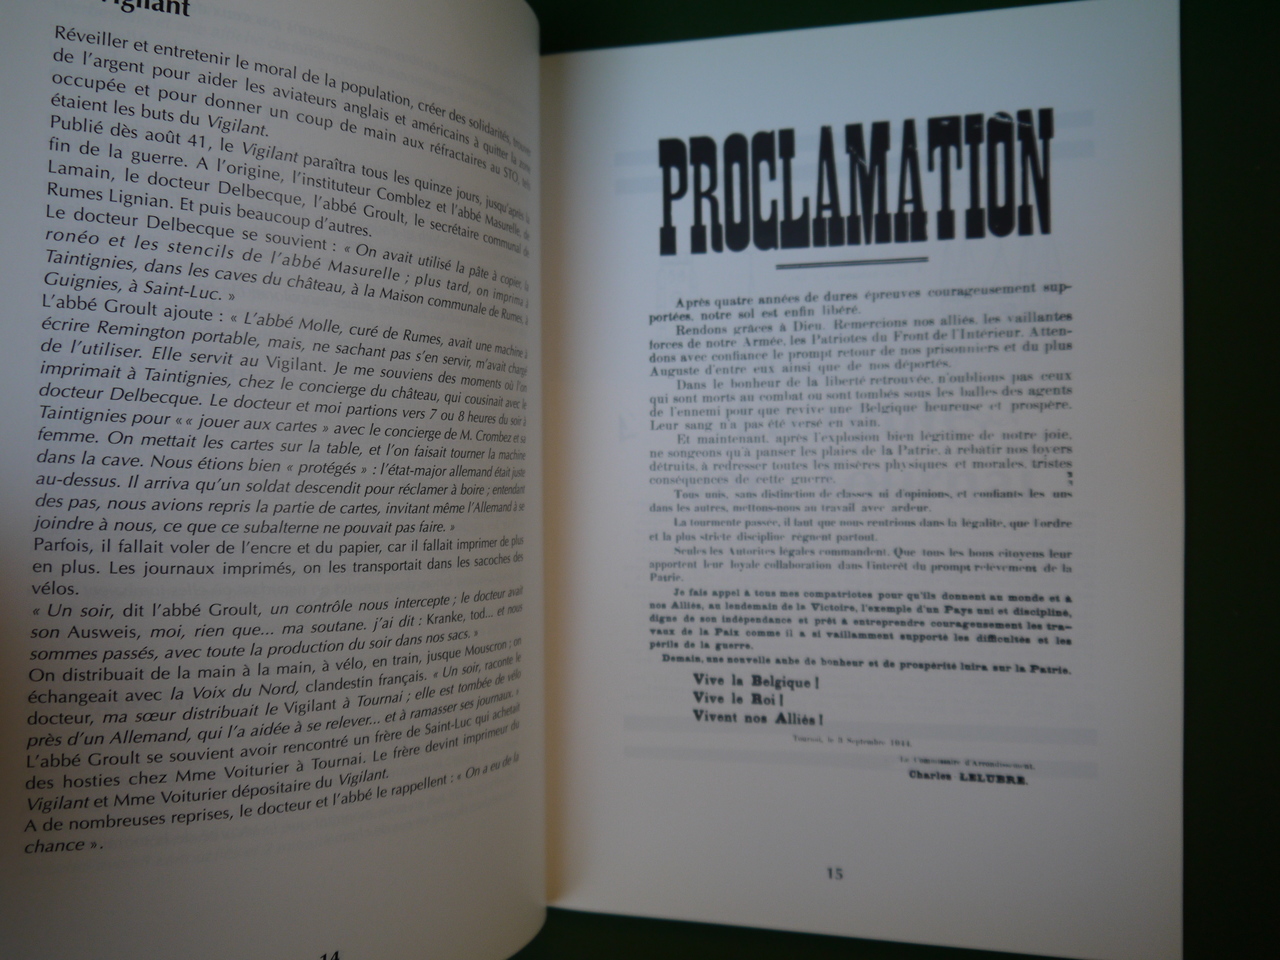 Vigilant
Réveiller et entretenir le moral de la population, créer des solidarités, trouver
de l'argent pour aider les aviateurs anglais et américains à quitter la zone
occupée et pour donner un coup de main aux réfractaires au STO, tels
étaient les buts du Vigilant.
Publié dès août 41, le Vigilant paraîtra tous les quinze jours, jusqu'après la
fin de la guerre. A l'origine, l'instituteur Comblez et l'abbé Masurelle, de
Lamain, le docteur Delbecque, l'abbé Groult, le secrétaire communal de
Rumes Lignian. Et puis beaucoup d'autres.
Le docteur Delbecque se souvient : « On avait utilisé la pâte à copier, la
ronéo et les stencils de l'abbé Masurelle ; plus tard, on imprima à
Taintignies, dans les caves du château, à la Maison communale de Rumes, à
Guignies, à Saint-Luc. »
L'abbé Groult ajoute : « L'abbé Molle, curé de Rumes, avait une machine à
écrire Remington portable, mais, ne sachant pas s'en servir, m'avait chargé
de l'utiliser. Elle servit au Vigilant. Je me souviens des moments où l'on
imprimait à Taintignies, chez le concierge du château, qui cousinait avec le
docteur Delbecque. Le docteur et moi partions vers 7 ou 8 heures du soir à
Taintignies pour « « jouer aux cartes » avec le concierge de M. Crombez et sa
femme. On mettait les cartes sur la table, et l'on faisait tourner la machine
dans la cave. Nous étions bien « protégés » : l'état-major allemand était juste
au-dessus. Il arriva qu'un soldat descendit pour réclamer à boire ; entendant
des pas, nous avions repris la partie de cartes, invitant même l'Allemand à se
joindre à nous, ce que ce subalterne ne pouvait pas faire. »
Parfois, il fallait voler de l'encre et du papier, car il fallait imprimer de plus
en plus. Les journaux imprimés, on les transportait dans les sacoches des
vélos.
« Un soir, dit l'abbé Groult, un contrôle nous intercepte ; le docteur avait
son Ausweis, moi, rien que... ma soutane. j'ai dit : Kranke, tod... et nous
sommes passés, avec toute la production du soir dans nos sacs. »
On distribuait de la main à la main, à vélo, en train, jusque Mouscron ; on
échangeait avec la Voix du Nord, clandestin français. « Un soir, raconte le
docteur, ma sœur distribuait le Vigilant à Tournai ; elle est tombée de vélo
près d'un Allemand, qui l'a aidée à se relever... et à ramasser ses journaux. »
L'abbé Groult se souvient avoir rencontré un frère de Saint-Luc qui achetait
des hosties chez Mme Voiturier à Tournai. Le frère devint imprimeur du
Vigilant et Mme Voiturier dépositaire du Vigilant.
A de nombreuses reprises, le docteur et l'abbé le rappellent : « On a eu de la
chance ».
14
PROCLAMATION
Après quatre années de dures épreuves courageusement sup-
portées, notre sol est enfin libéré.
Rendons grâces à Dieu. Remercions nos alliés, les vaillantes
forces de notre Armée, les Patriotes du Front de l'Intérieur. Atten-
dons avec confiance le prompt retour de nos prisonniers et du plus
Auguste d'entre eux ainsi que de nos déportés.
Dans le bonheur de la liberté retrouvée, n'oublions pas ceux
qui sont morts au combat ou sont tombés sous les balles des agents
de l'ennemi pour que revive une Belgique heureuse et prospère.
Leur sang n'a pas été versé en vain.
Et maintenant, après l'explosion bien légitime de notre joie,
ne songeons qu'à panser les plaies de la Patrie, à rebâtir nos foyers
détruits, à redresser toutes les misères physiques et morales, tristes
conséquences de cette guerre.
Tous unis, sans distinction de classes ni d'opinions, et confiants les uns
dans les autres, mettons-nous au travail avec ardeur.
La tourmente passée, il faut que nous rentrions dans la légalité, que l'ordre
et la plus stricte discipline règnent partout.
Seules les Autorités légales commandent. Que tous les bons citoyens leur
apportent leur loyale collaboration dans l'intérêt du prompt relèvement de la
Patrie.
Je fais appel à tous mes compatriotes pour qu'ils donnent au monde et à
nos Alliés, au lendemain de la Victoire, l'exemple d'un Pays uni et discipliné,
digne de son indépendance et prêt à entreprendre courageusement les tra-
vaux de la Paix comme il a si vaillamment supporté les difficultés et les
périls de la guerre.
Demain, une nouvelle aube de bonheur et de prospérité luira sur la Patrie.
Vive la Belgique !
Vive le Roi !
Vivent nos Alliés !
Tournai, le 3 Septembre 1944.
Le Commissaire d'Arrondissement,
Charles LELUBRE.
15